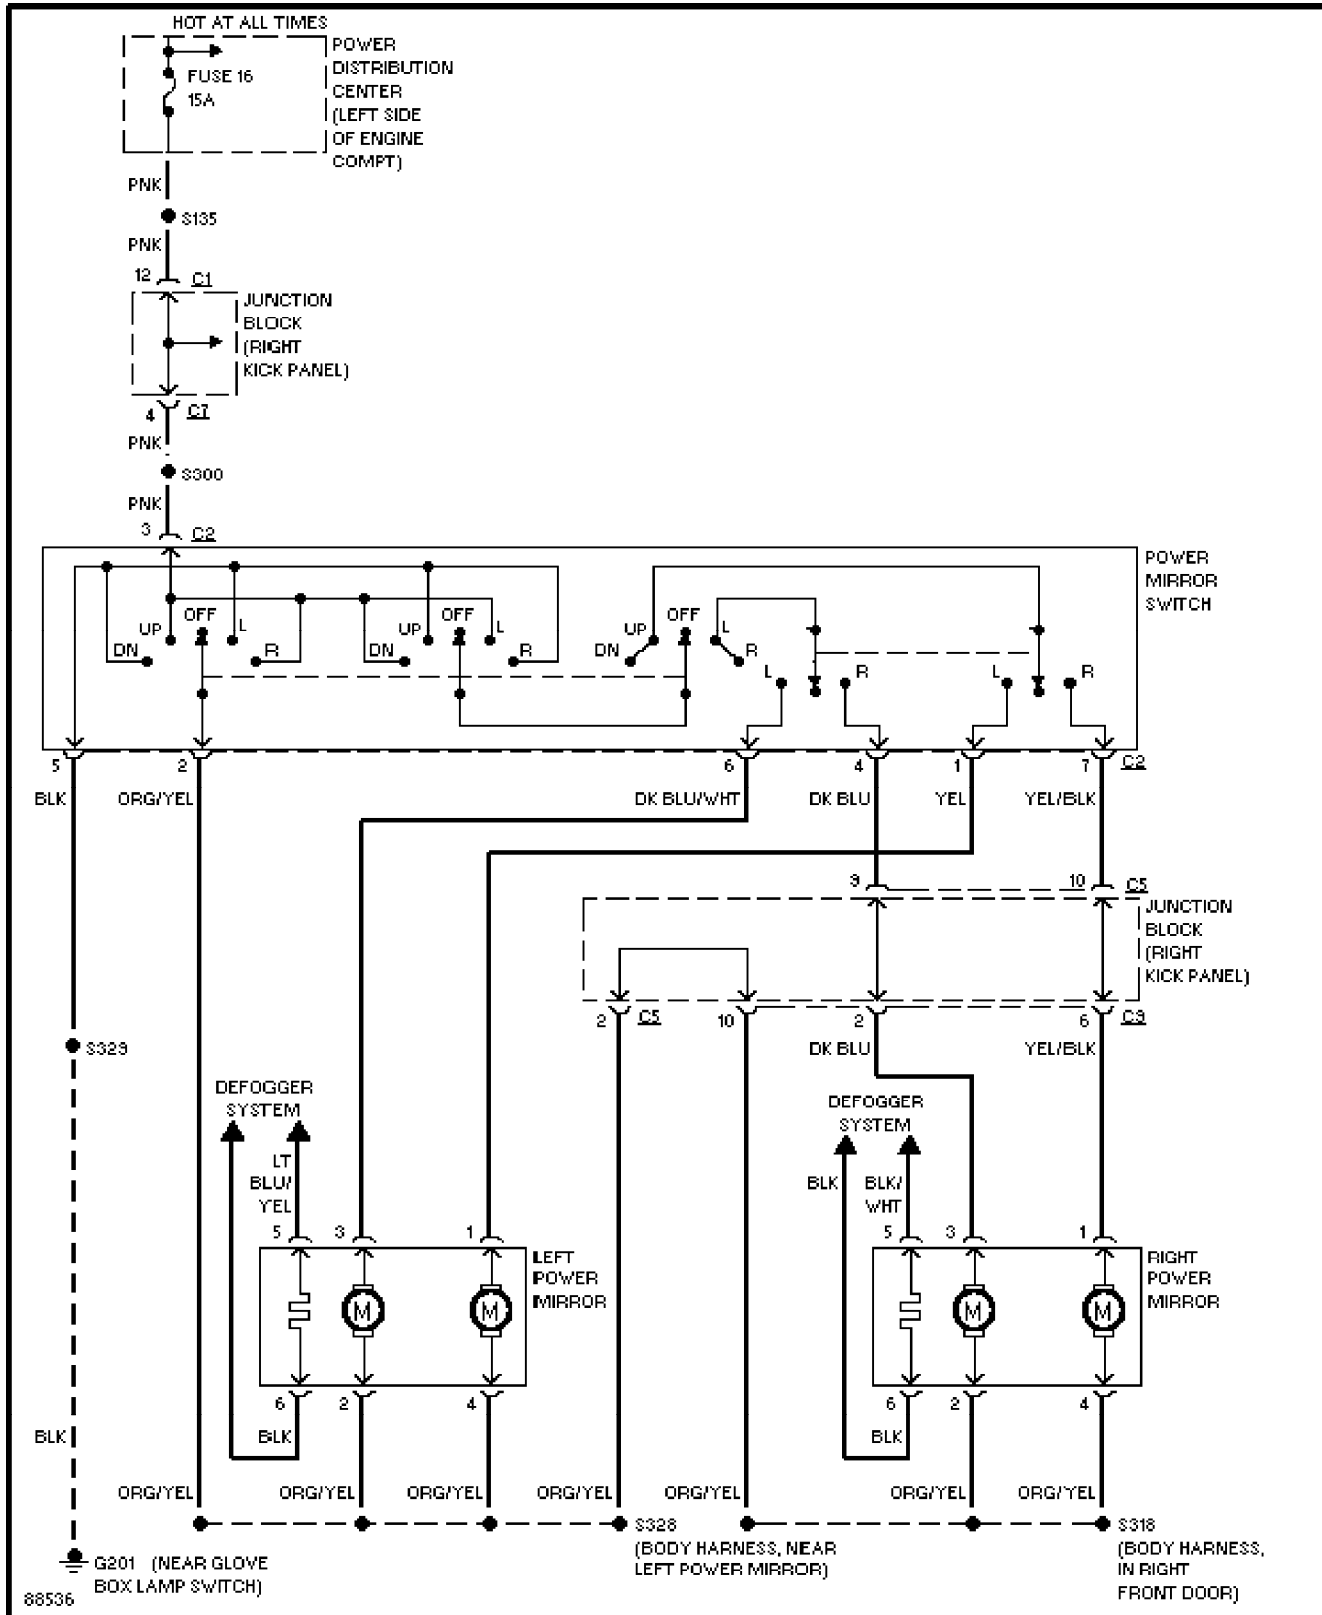 HOT AT ALL TIMES
POWER
DISTRIBUTION
CENTER
(LEFT SIDE
OF ENGINE
COMPT)
FUSE 16
15A
PNK
S135
PNK
12 C1
JUNCTION
BLOCK
(RIGHT
KICK PANEL)
4 C7
PNK
S300
PNK
3 C2
POWER
MIRROR
SWITCH
DN UP OFF L R
DN UP OFF L R
DN UP OFF L R
L R
L R
5 2 6 4 1 7 C2
BLK ORG/YEL DK BLU/WHT DK BLU YEL YEL/BLK
9 10 C5
JUNCTION
BLOCK
(RIGHT
KICK PANEL)
2 C5 10 2 6 C9
DK BLU YEL/BLK
S329
DEFOGGER
SYSTEM
LT
BLU/
YEL
DEFOGGER
SYSTEM
BLK BLK/
WHT
5 3 1
LEFT
POWER
MIRROR
M M
6 2 4
BLK
5 3 1
RIGHT
POWER
MIRROR
M M
6 2 4
BLK
BLK
ORG/YEL ORG/YEL ORG/YEL ORG/YEL ORG/YEL ORG/YEL ORG/YEL
S328
(BODY HARNESS, NEAR
LEFT POWER MIRROR)
S318
(BODY HARNESS,
IN RIGHT
FRONT DOOR)
G201 (NEAR GLOVE
BOX LAMP SWITCH)
88536